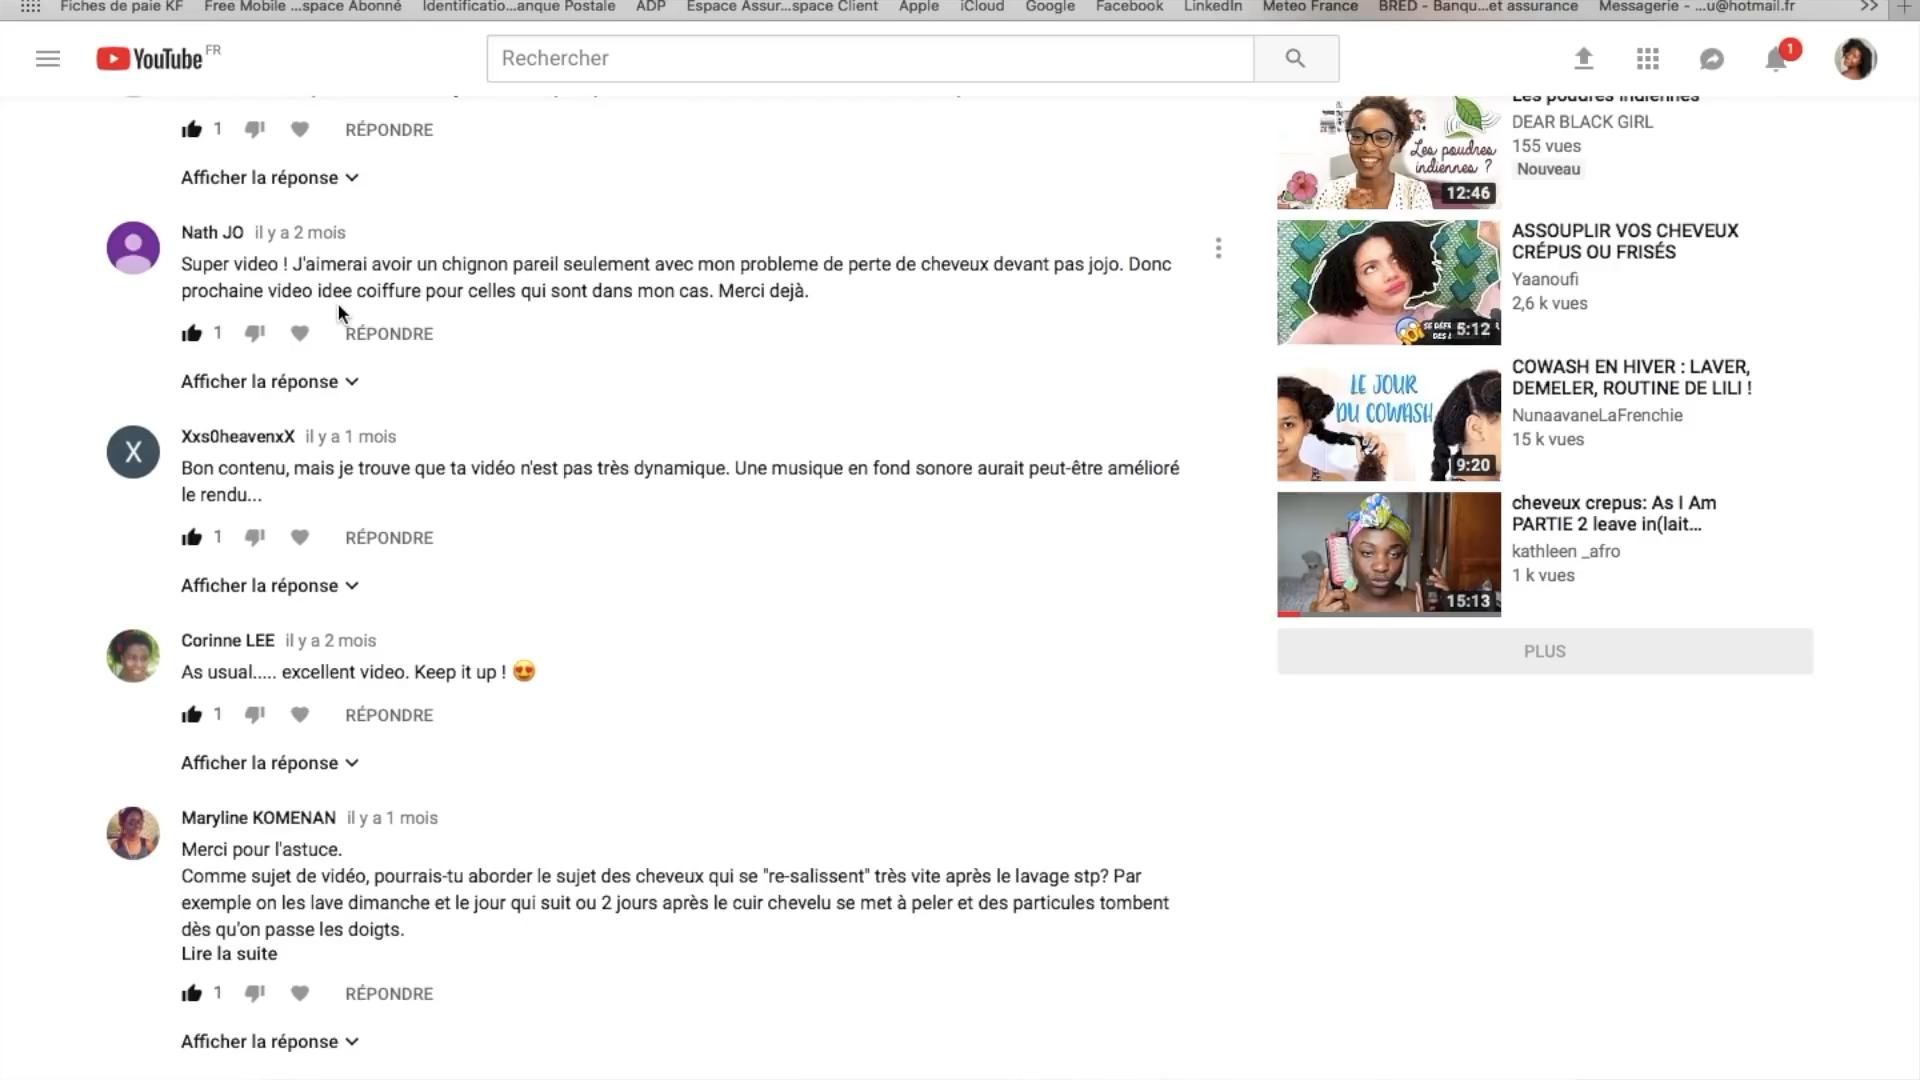 Fiches de paie KF Free Mobile ...space Abonné Identificatio...anque Postale ADP Espace Assur...space Client Apple iCloud Google Facebook LinkedIn Meteo France BRED - Banqu...et assurance Messagerie - ...u@hotmail.fr
YouTube FR
Rechercher
1
1 RÉPONDRE
Afficher la réponse
Nath JO il y a 2 mois
Super video ! J'aimerai avoir un chignon pareil seulement avec mon probleme de perte de cheveux devant pas jojo. Donc
prochaine video idee coiffure pour celles qui sont dans mon cas. Merci dejà.
1 RÉPONDRE
Afficher la réponse
X
Xxs0heavenxX il y a 1 mois
Bon contenu, mais je trouve que ta vidéo n'est pas très dynamique. Une musique en fond sonore aurait peut-être amélioré
le rendu...
1 RÉPONDRE
Afficher la réponse
Corinne LEE il y a 2 mois
As usual..... excellent video. Keep it up ! 😍
1 RÉPONDRE
Afficher la réponse
Maryline KOMENAN il y a 1 mois
Merci pour l'astuce.
Comme sujet de vidéo, pourrais-tu aborder le sujet des cheveux qui se "re-salissent" très vite après le lavage stp? Par
exemple on les lave dimanche et le jour qui suit ou 2 jours après le cuir chevelu se met à peler et des particules tombent
dès qu'on passe les doigts.
Lire la suite
1 RÉPONDRE
Afficher la réponse
Les poudres
indiennes ?
12:46
Les poudres indiennes
DEAR BLACK GIRL
155 vues
Nouveau
5:12
ASSOUPLIR VOS CHEVEUX
CRÉPUS OU FRISÉS
Yaanoufi
2,6 k vues
LE JOUR
DU COWASH
9:20
COWASH EN HIVER : LAVER,
DEMELER, ROUTINE DE LILI !
NunaavaneLaFrenchie
15 k vues
15:13
cheveux crepus: As I Am
PARTIE 2 leave in(lait...
kathleen _afro
1 k vues
PLUS